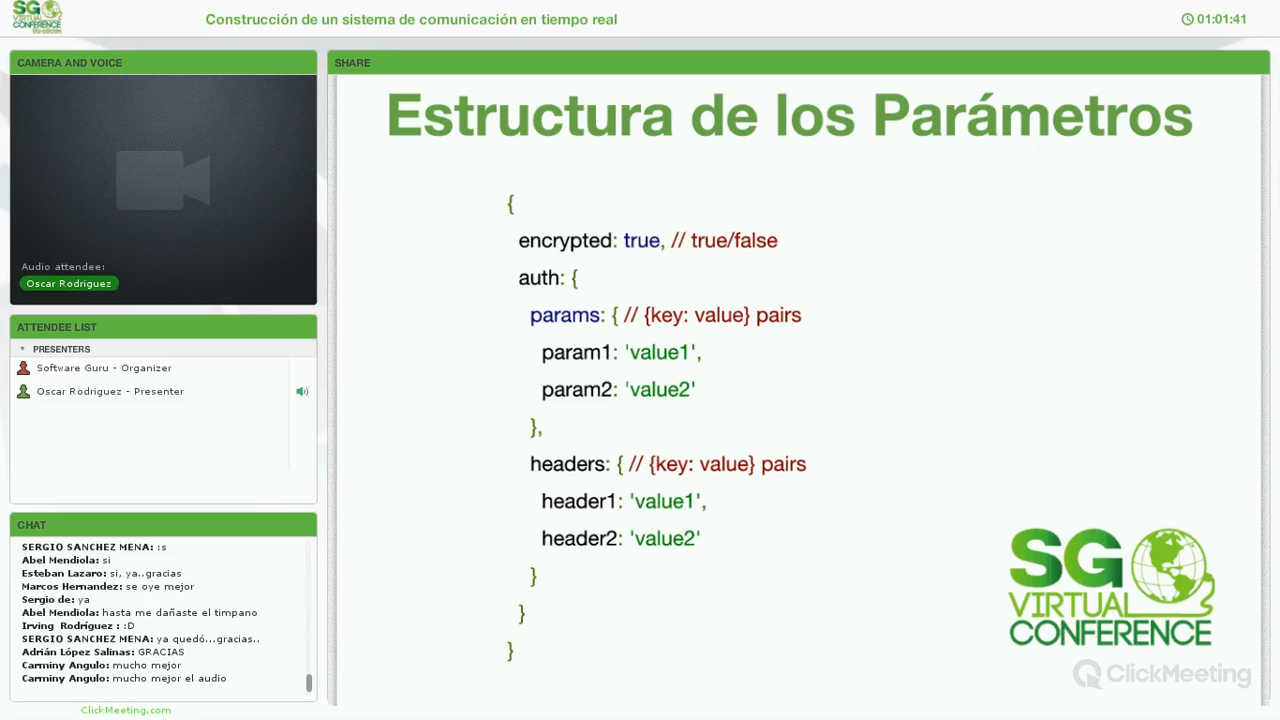 SG
VIRTUAL
CONFERENCE
Construcción de un sistema de comunicación en tiempo real
01:01:41
CAMERA AND VOICE
Audio attendee:
Oscar Rodriguez
ATTENDEE LIST
PRESENTERS
Software Guru - Organizer
Oscar Rodriguez - Presenter
CHAT
SERGIO SANCHEZ MENA: :s
Abel Mendiola: si
Esteban Lazaro: si, ya..gracias
Marcos Hernandez: se oye mejor
Sergio de: ya
Abel Mendiola: hasta me dañaste el timpano
Irving Rodríguez : :D
SERGIO SANCHEZ MENA: ya quedó...gracias..
Adrián López Salinas: GRACIAS
Carminy Angulo: mucho mejor
Carminy Angulo: mucho mejor el audio
ClickMeeting.com
SHARE
Estructura de los Parámetros
{
encrypted: true, // true/false
auth: {
params: { // {key: value} pairs
param1: 'value1',
param2: 'value2'
},
headers: { // {key: value} pairs
header1: 'value1',
header2: 'value2'
}
}
}
SG
VIRTUAL
CONFERENCE
ClickMeeting